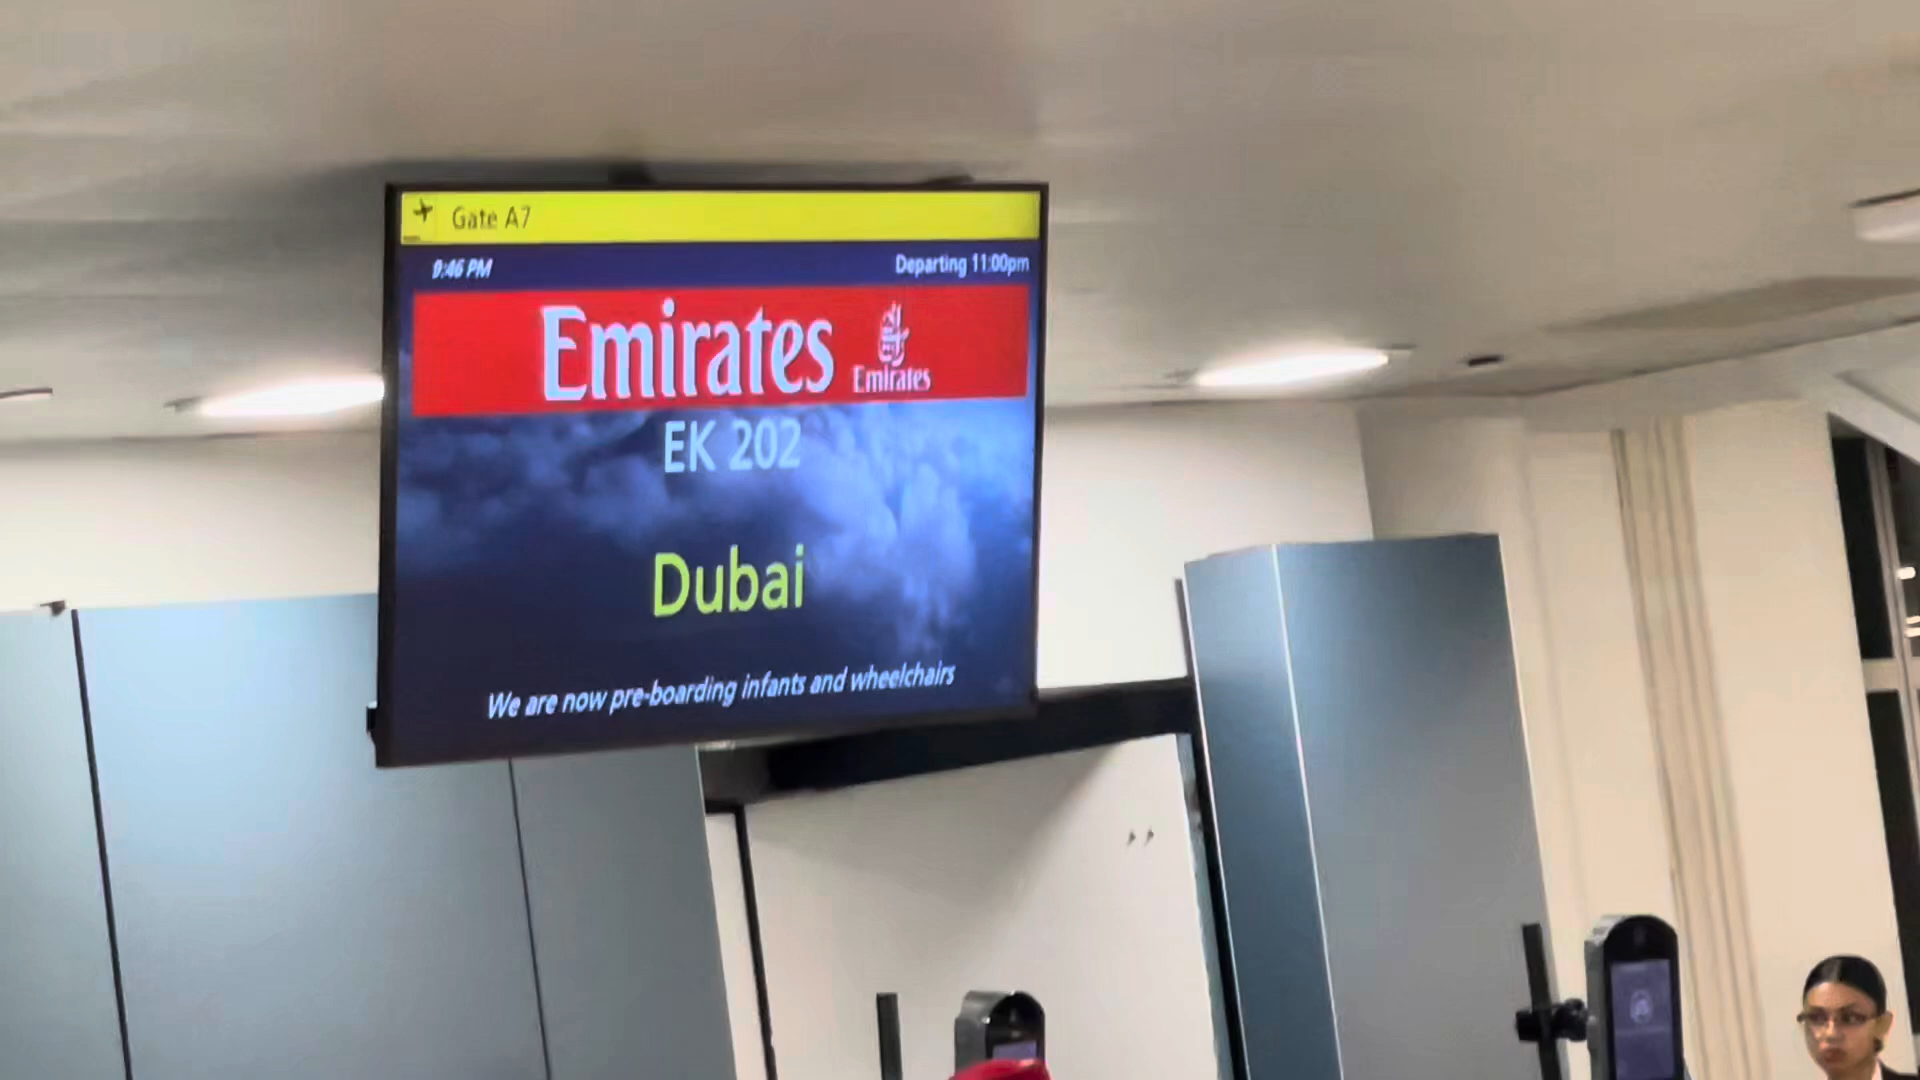 Gate A7
9:46 PM
Departing 11:00pm
Emirates
Emirates
EK 202
Dubai
We are now pre-boarding infants and wheelchairs